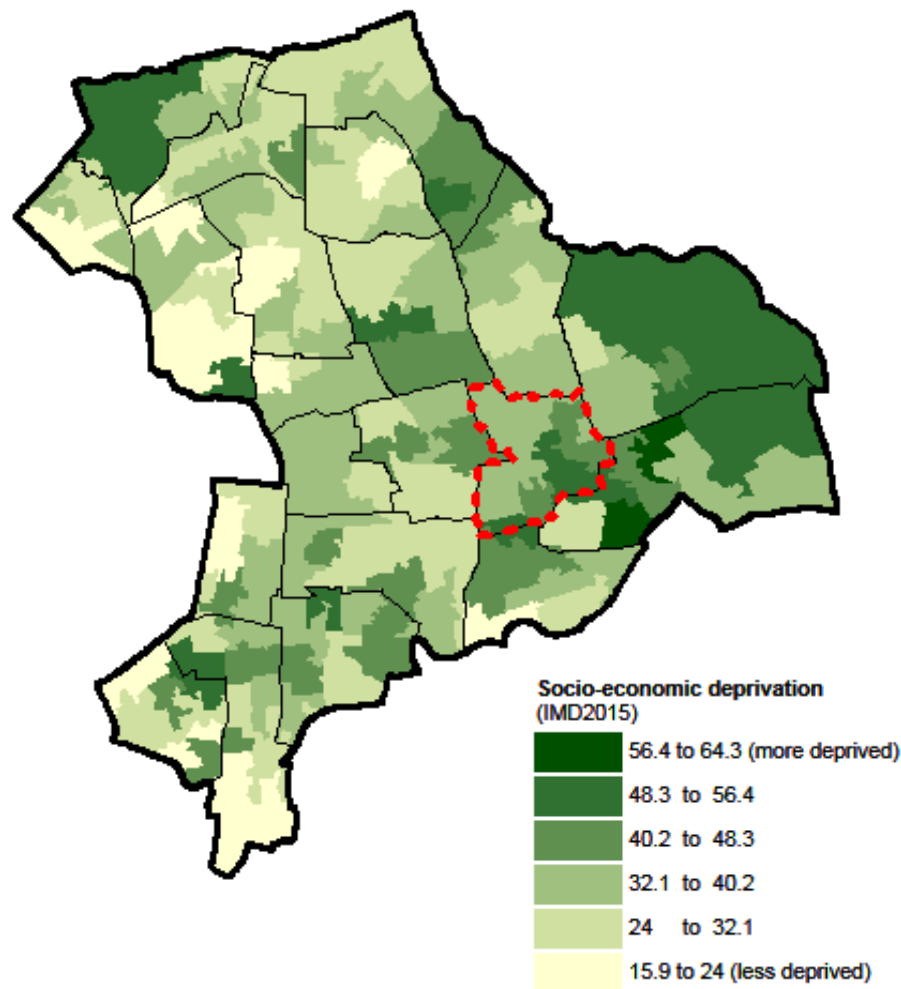 Socio-economic deprivation
(IMD2015)
56.4 to 64.3 (more deprived)
48.3 to 56.4
40.2 to 48.3
32.1 to 40.2
24 to 32.1
15.9 to 24 (less deprived)